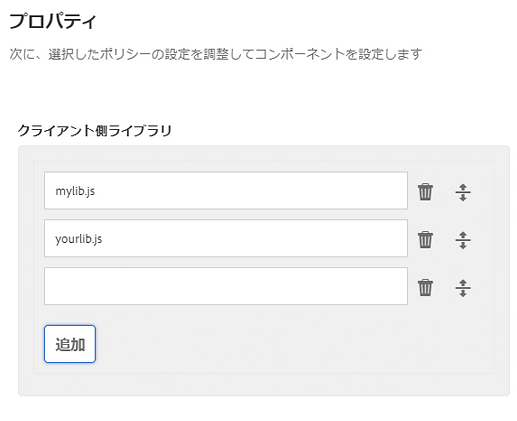 プロパティ
次に、選択したポリシーの設定を調整してコンポーネントを設定します
クライアント側ライブラリ
mylib.js
yourlib.js
追加